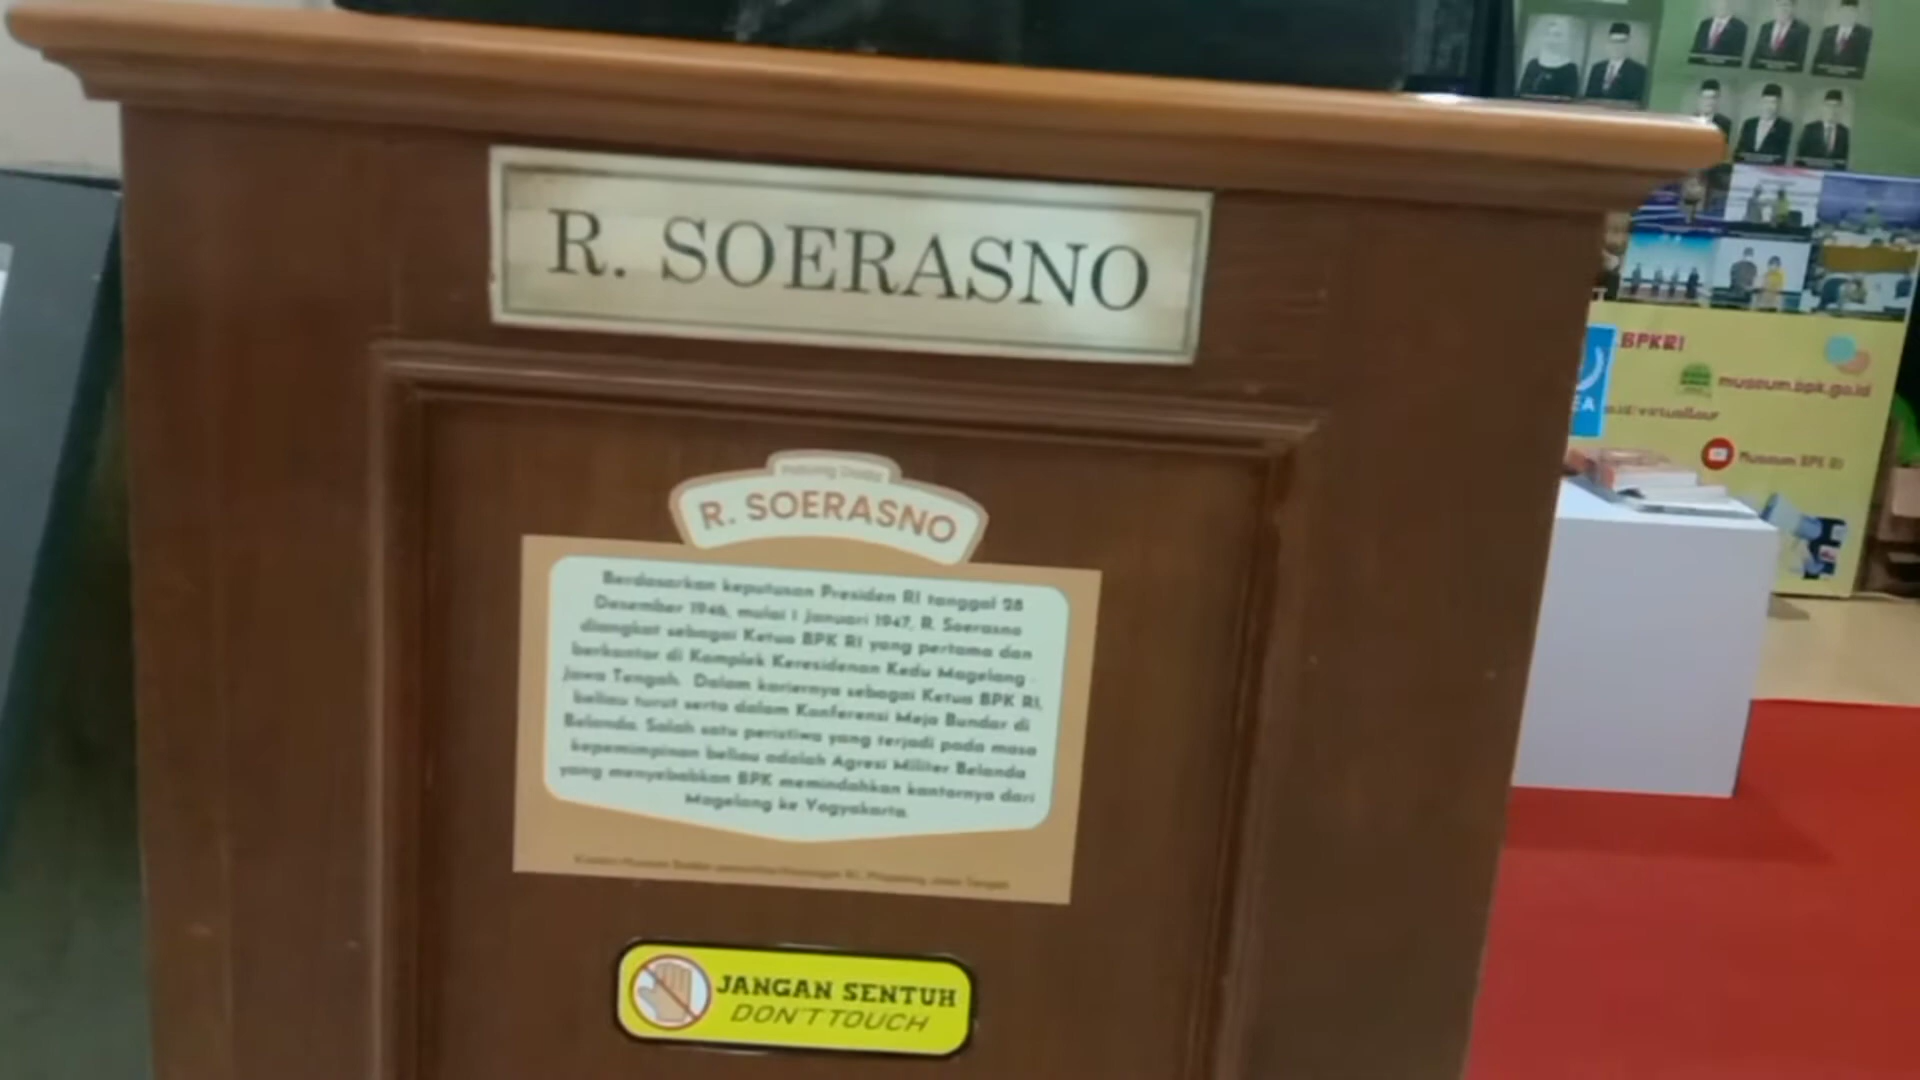 R. SOERASNO
R. SOERASNO
Berdasarkan keputusan Presiden RI tanggal 28
Desember 1946, mulai 1 Januari 1947, R. Soerasno
diangkat sebagai Ketua BPK RI yang pertama dan
berkantor di Komplek Keresidenan Kedu Magelang -
Jawa Tengah. Dalam kariernya sebagai Ketua BPK RI,
beliau turut serta dalam Konferensi Meja Bundar di
Belanda. Salah satu peristiwa yang terjadi pada masa
kepemimpinan beliau adalah Agresi Militer Belanda
yang menyebabkan BPK memindahkan kantornya dari
Magelang ke Yogyakarta.
JANGAN SENTUH
DON'T TOUCH
.BPKRI
museum.bpk.go.id
o.id/virtualtour
Museum BPK RI